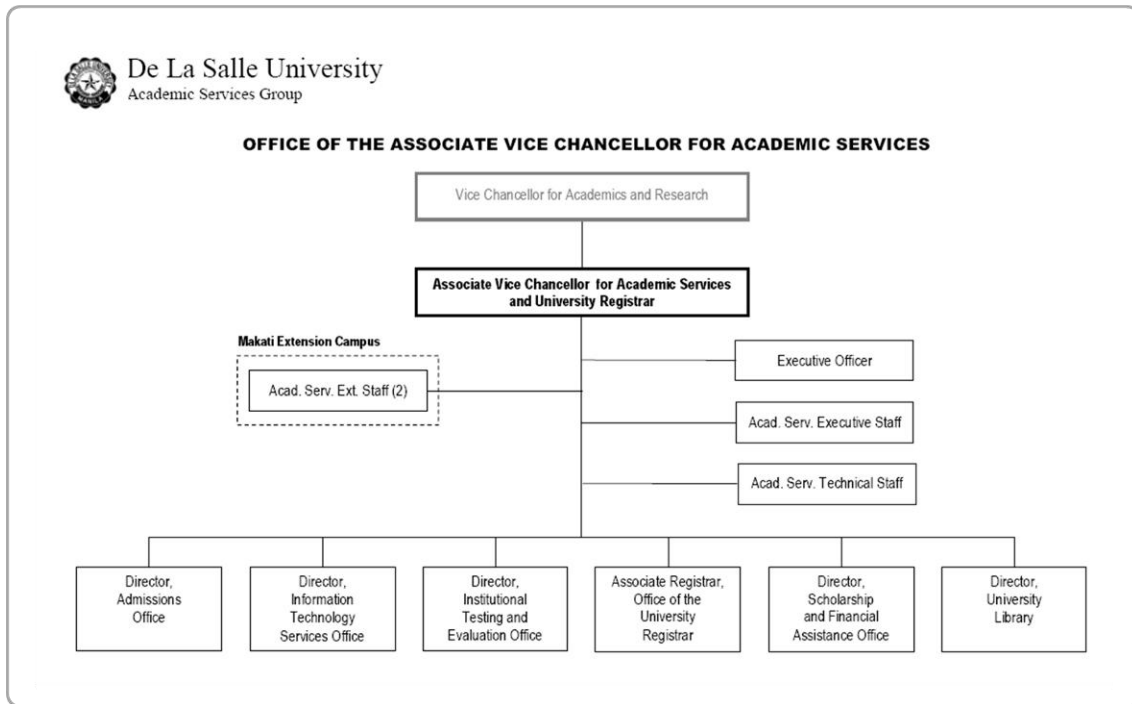 De La Salle University
Academic Services Group
OFFICE OF THE ASSOCIATE VICE CHANCELLOR FOR ACADEMIC SERVICES
Vice Chancellor for Academics and Research
Associate Vice Chancellor for Academic Services
and University Registrar
Makati Extension Campus
Acad. Serv. Ext. Staff (2)
Executive Officer
Acad. Serv. Executive Staff
Acad. Serv. Technical Staff
Director,
Admissions
Office
Director,
Information
Technology
Services Office
Director,
Institutional
Testing and
Evaluation Office
Associate Registrar,
Office of the
University
Registrar
Director,
Scholarship
and Financial
Assistance Office
Director,
University
Library